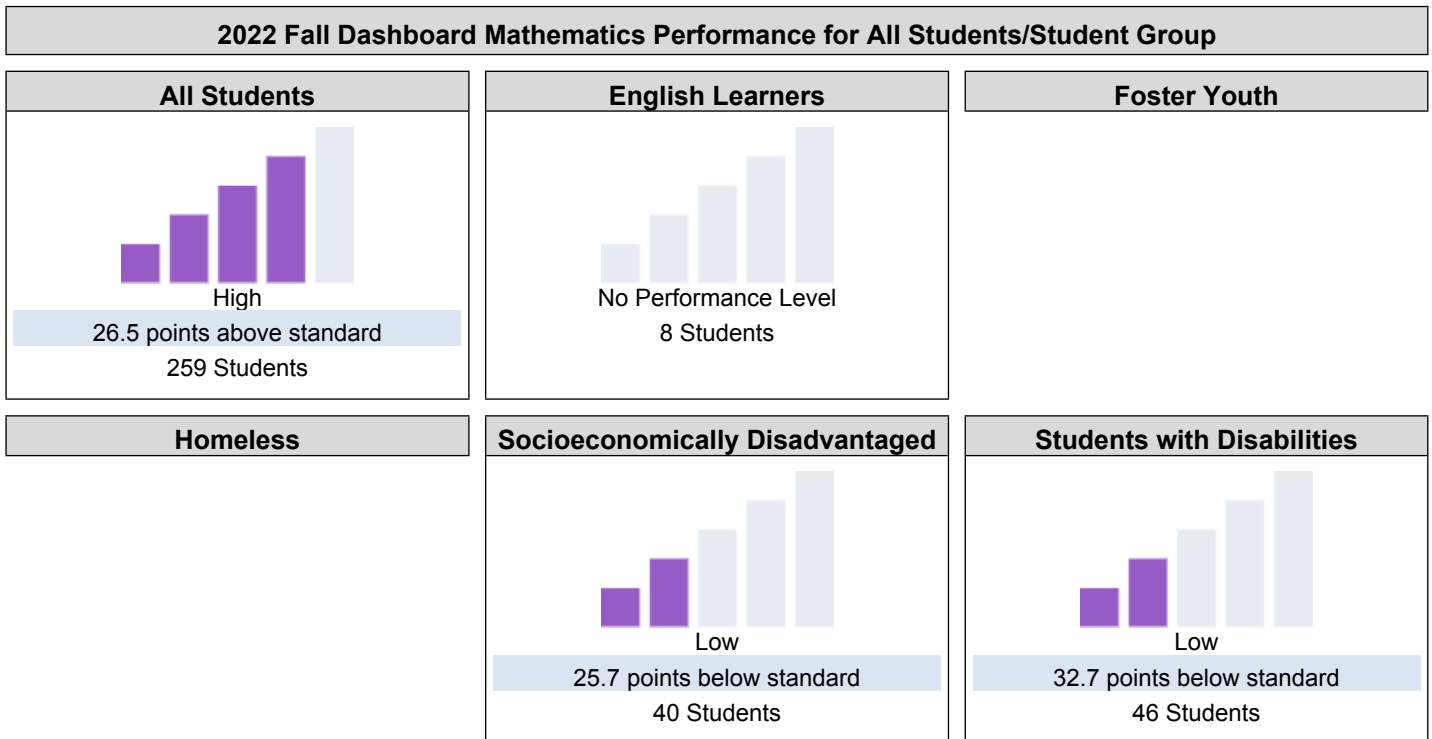 2022 Fall Dashboard Mathematics Performance for All Students/Student Group
All Students
High
26.5 points above standard
259 Students
English Learners
No Performance Level
8 Students
Foster Youth
Homeless
Socioeconomically Disadvantaged
Low
25.7 points below standard
40 Students
Students with Disabilities
Low
32.7 points below standard
46 Students